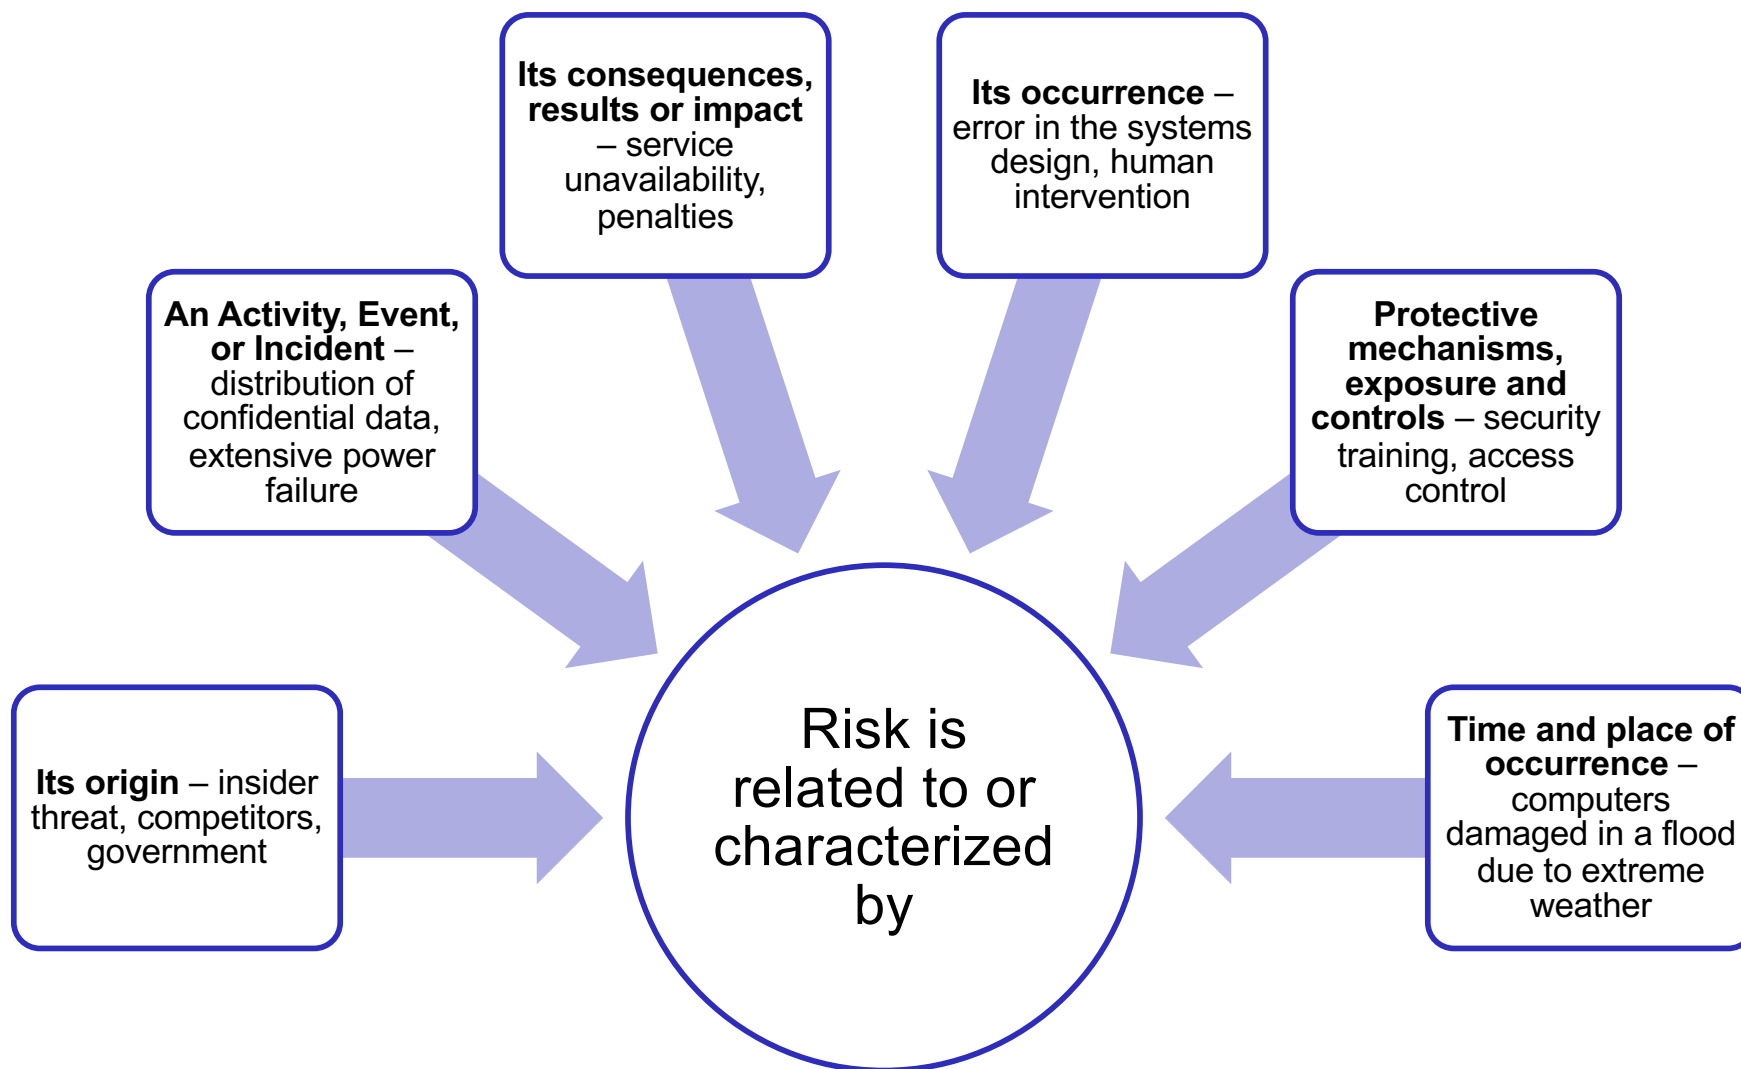 Its consequences,
results or impact
– service
unavailability,
penalties
Its occurrence –
error in the systems
design, human
intervention
An Activity, Event,
or Incident –
distribution of
confidential data,
extensive power
failure
Protective
mechanisms,
exposure and
controls – security
training, access
control
Its origin – insider
threat, competitors,
government
Risk is
related to or
characterized
by
Time and place of
occurrence –
computers
damaged in a flood
due to extreme
weather